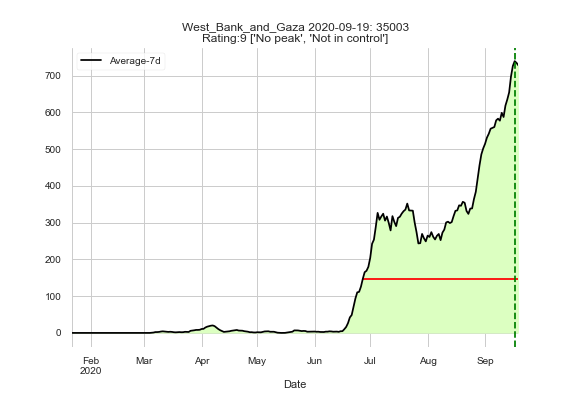 West_Bank_and_Gaza 2020-09-19: 35003
Rating:9 ['No peak', 'Not in control']
Average-7d
700
600
500
400
300
200
100
0
Feb Mar Apr May Jun Jul Aug Sep
2020
Date